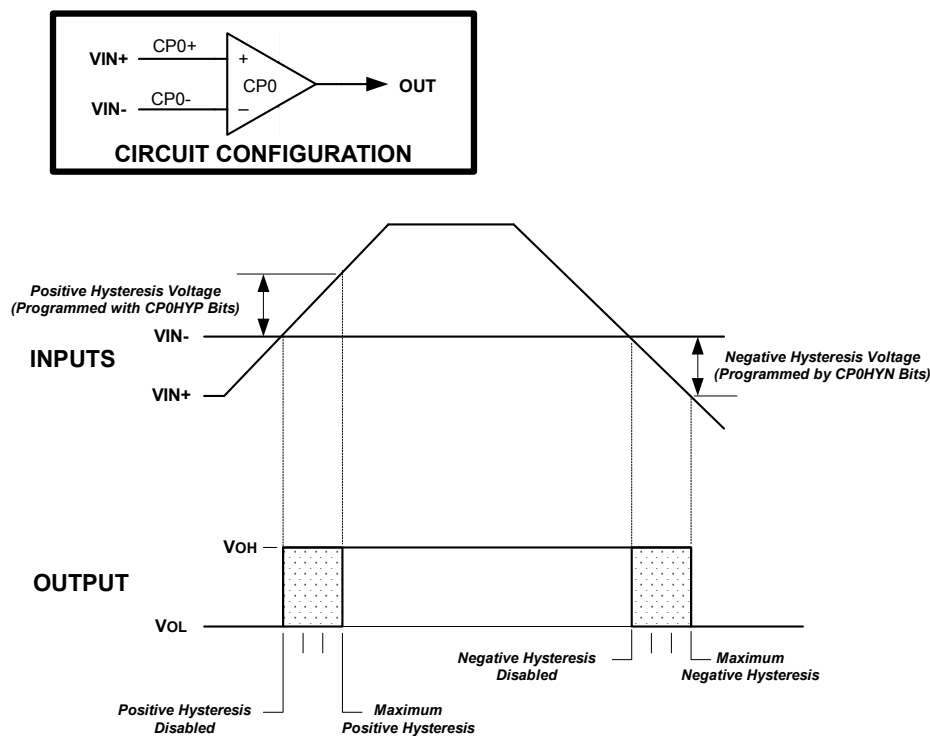 VIN+
CP0+
+
CP0
OUT
VIN-
CP0-
_
CIRCUIT CONFIGURATION
Positive Hysteresis Voltage
(Programmed with CP0HYP Bits)
VIN-
INPUTS
Negative Hysteresis Voltage
(Programmed by CP0HYN Bits)
VIN+
VOH
OUTPUT
VOL
Negative Hysteresis
Disabled
Maximum
Negative Hysteresis
Positive Hysteresis
Disabled
Maximum
Positive Hysteresis